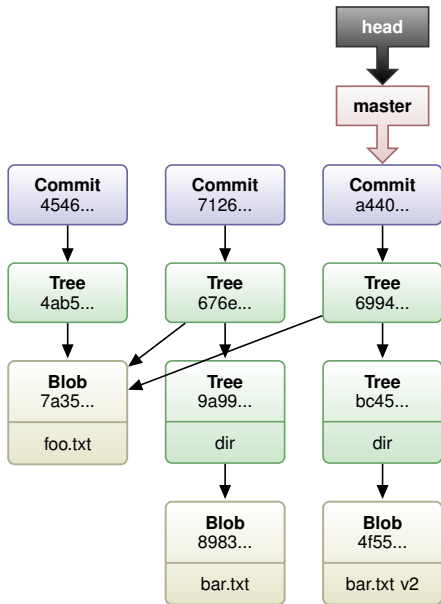 head
master
Commit
4546...
Commit
7126...
Commit
a440...
Tree
4ab5...
Tree
676e...
Tree
6994...
Blob
7a35...
foo.txt
Tree
9a99...
dir
Tree
bc45...
dir
Blob
8983...
bar.txt
Blob
4f55...
bar.txt v2